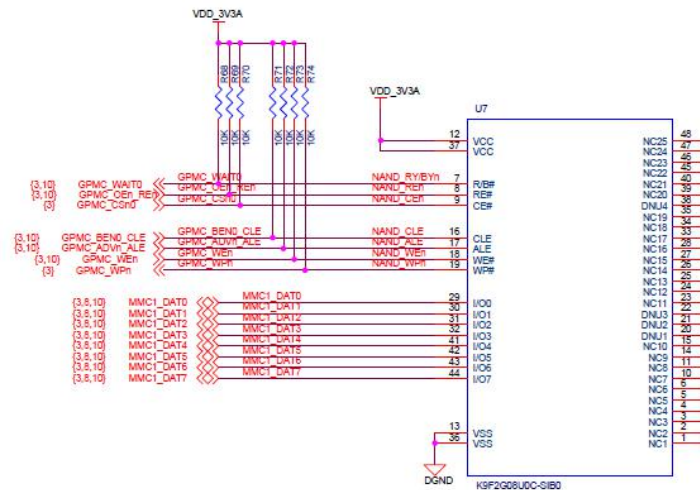 VDD_3V3A
R68
R69
R70
R71
R72
R73
R74
10K
10K
10K
10K
10K
10K
10K
VDD_3V3A
U7
12 VCC
37 VCC
{3,10} GPMC_WAIT0 GPMC_WAIT0 NAND_RY/BYn 7 R/B#
{3,10} GPMC_OEn_REn GPMC_OEn_REn NAND_REn 8 RE#
{3} GPMC_CSn0 GPMC_CSn0 NAND_CEn 9 CE#
{3,10} GPMC_BEN0_CLE GPMC_BEN0_CLE NAND_CLE 16 CLE
{3,10} GPMC_ADVn_ALE GPMC_ADVn_ALE NAND_ALE 17 ALE
{3,10} GPMC_WEn GPMC_WEn NAND_WEn 18 WE#
{3} GPMC_WPn GPMC_WPn NAND_WPn 19 WP#
{3,8,10} MMC1_DAT0 MMC1_DAT0 29 I/O0
{3,8,10} MMC1_DAT1 MMC1_DAT1 30 I/O1
{3,8,10} MMC1_DAT2 MMC1_DAT2 31 I/O2
{3,8,10} MMC1_DAT3 MMC1_DAT3 32 I/O3
{3,8,10} MMC1_DAT4 MMC1_DAT4 41 I/O4
{3,8,10} MMC1_DAT5 MMC1_DAT5 42 I/O5
{3,8,10} MMC1_DAT6 MMC1_DAT6 43 I/O6
{3,8,10} MMC1_DAT7 MMC1_DAT7 44 I/O7
13 VSS
36 VSS
DGND
NC25 48
NC24 47
NC23 46
NC22 45
NC21 40
NC20 39
DNU4 38
NC19 35
NC18 34
NC17 33
NC16 28
NC15 27
NC14 26
NC13 25
NC12 24
NC11 23
DNU3 22
DNU2 21
DNU1 20
NC10 15
NC9 14
NC8 11
NC7 10
NC6 6
NC5 5
NC4 4
NC3 3
NC2 2
NC1 1
K9F2G08U0C-SIB0